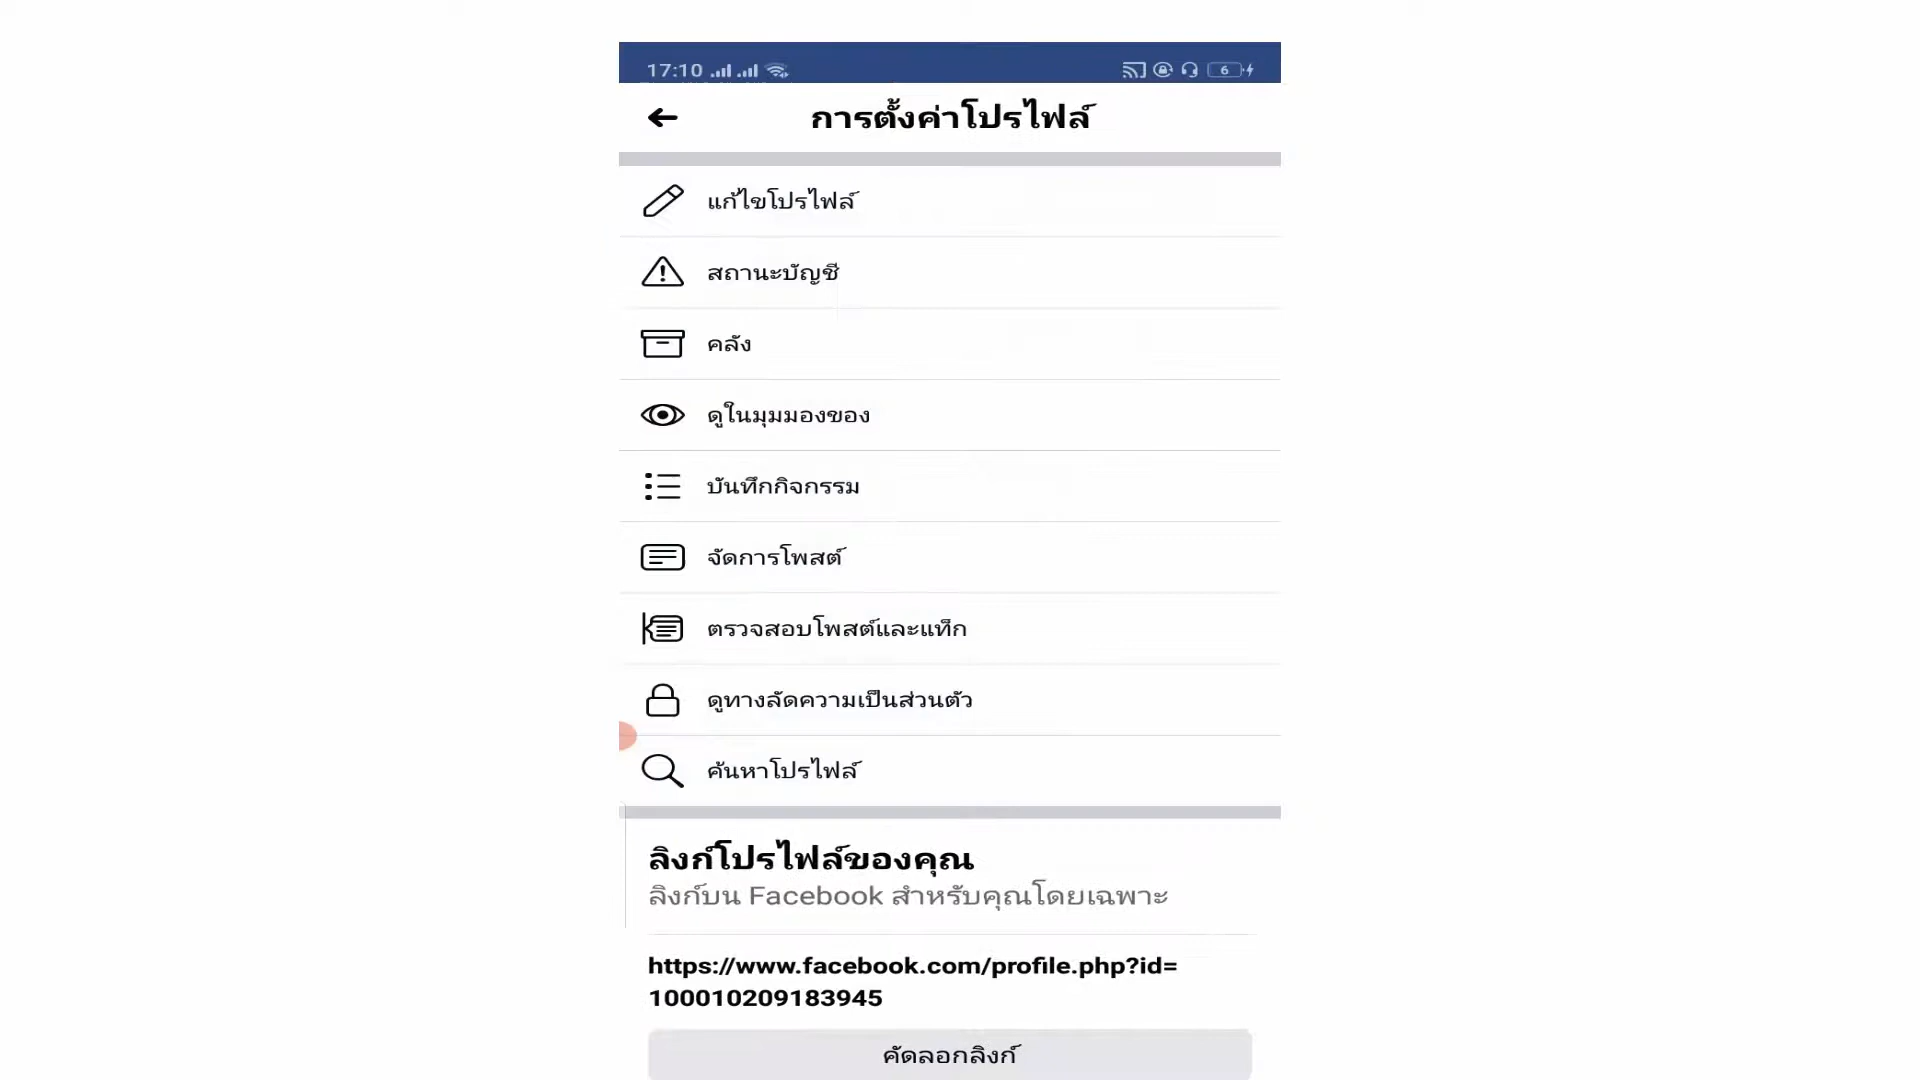 17:10
6
การตั้งค่าโปรไฟล์
แก้ไขโปรไฟล์
สถานะบัญชี
คลัง
ดูในมุมมองของ
บันทึกกิจกรรม
จัดการโพสต์
ตรวจสอบโพสต์และแท็ก
ดูทางลัดความเป็นส่วนตัว
ค้นหาโปรไฟล์
ลิงก์โปรไฟล์ของคุณ
ลิงก์บน Facebook สำหรับคุณโดยเฉพาะ
https://www.facebook.com/profile.php?id=
100010209183945
คัดลอกลิงก์